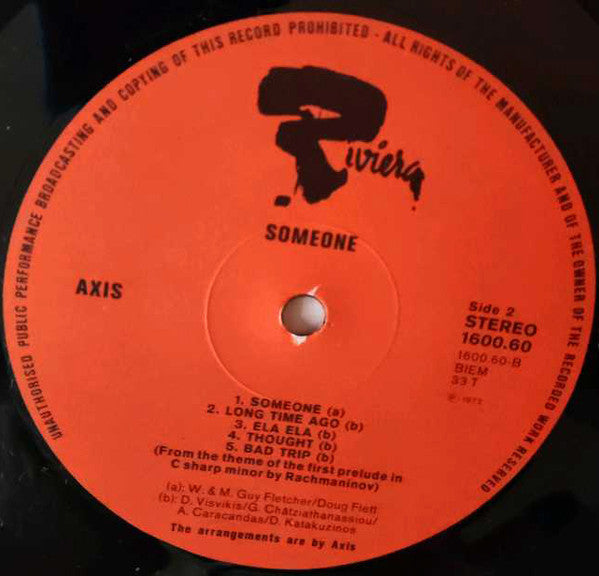 UNAUTHORISED PUBLIC PERFORMANCE BROADCASTING AND COPYING OF THIS RECORD PROHIBITED - ALL RIGHTS OF THE MANUFACTURER AND OF THE OWNER OF THE RECORDED WORK RESERVED
Riviera
SOMEONE
AXIS
Side 2
STEREO
1600.60
1600.60-B
BIEM
33 T
℗ 1972
1. SOMEONE (a)
2. LONG TIME AGO (b)
3. ELA ELA (b)
4. THOUGHT (b)
5. BAD TRIP (b)
(From the theme of the first prelude in
C sharp minor by Rachmaninov)
(a): W. & M. Guy Fletcher/Doug Flett
(b): D. Visvikis/G. Chatziathanassiou/
A. Caracandas/D. Katakuzinos
The arrangements are by Axis